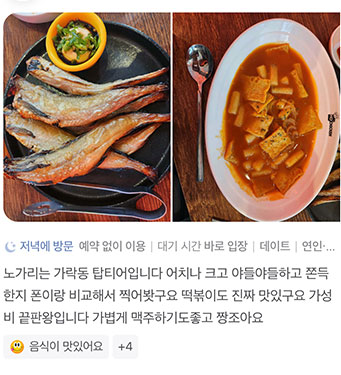 저녁에 방문 예약 없이 이용 | 대기 시간 바로 입장 | 데이트 | 연인·...
노가리는 가락동 탑티어입니다 어치나 크고 야들야들하고 쫀득
한지 폰이랑 비교해서 찍어봣구요 떡볶이도 진짜 맛있구요 가성
비 끝판왕입니다 가볍게 맥주하기도좋고 짱조아요
음식이 맛있어요 +4